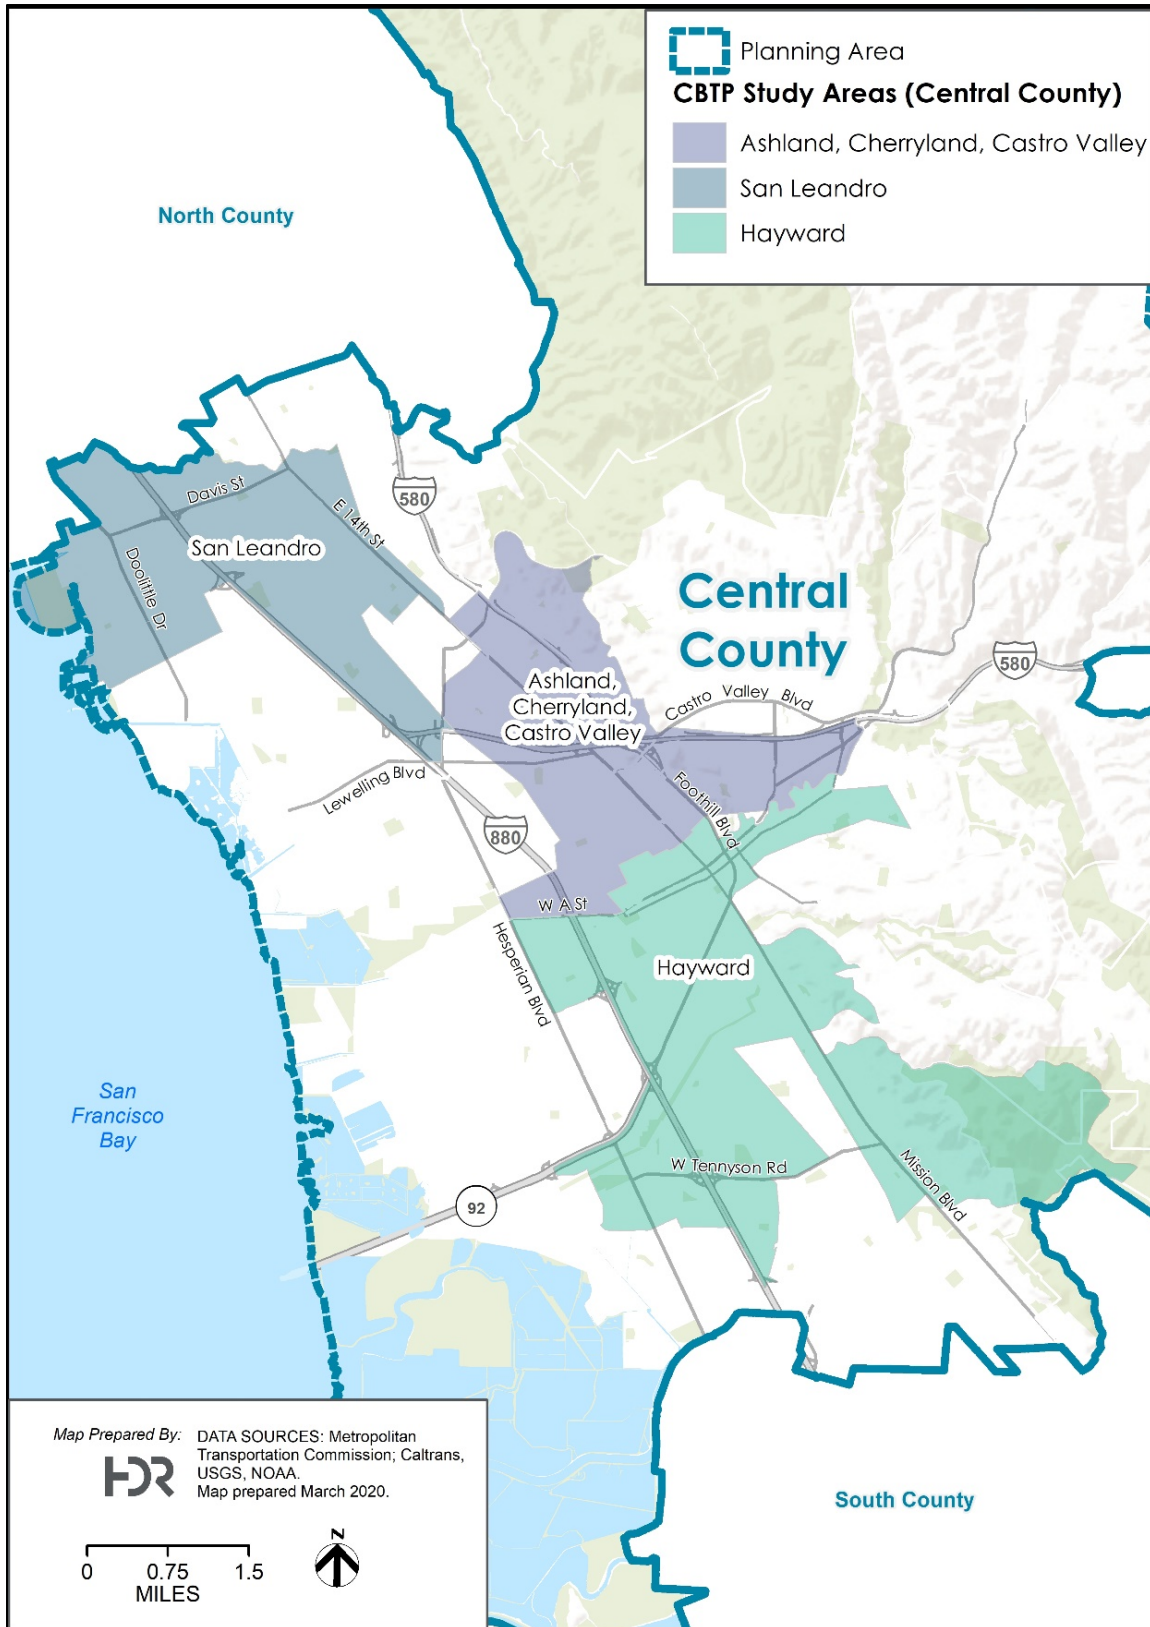 Planning Area
CBTP Study Areas (Central County)
Ashland, Cherryland, Castro Valley
San Leandro
Hayward
North County
580
Davis St
E 14th St
San Leandro
Doolittle Dr
Central
County
580
Ashland,
Cherryland,
Castro Valley
Castro Valley Blvd
Lewelling Blvd
Foothill Blvd
880
W A St
Hesperian Blvd
Hayward
San
Francisco
Bay
W Tennyson Rd
Mission Blvd
92
South County
Map Prepared By:
HDR
DATA SOURCES: Metropolitan
Transportation Commission; Caltrans,
USGS, NOAA.
Map prepared March 2020.
N
0 0.75 1.5
MILES